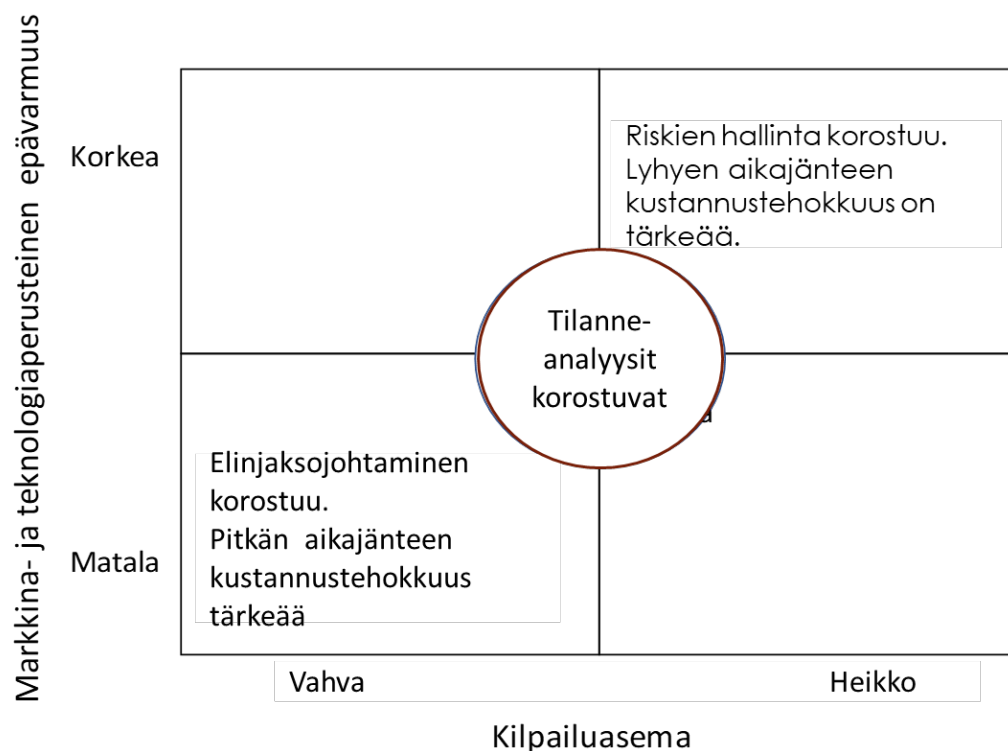 Markkina- ja teknologiaperusteinen epävarmuus
Korkea
Riskien hallinta korostuu.
Lyhyen aikajänteen
kustannustehokkuus on
tärkeää.
Tilanne-
analyysit
korostuvat
Elinjaksojohtaminen
korostuu.
Pitkän aikajänteen
kustannustehokkuus
tärkeää
Matala
Vahva
Heikko
Kilpailuasema